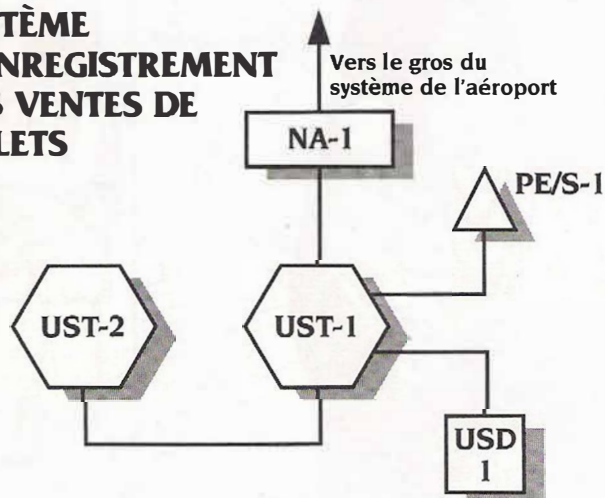 TÈME
NREGISTREMENT
S VENTES DE
LETS
Vers le gros du
système de l'aéroport
NA-1
PE/S-1
UST-2
UST-1
USD
1